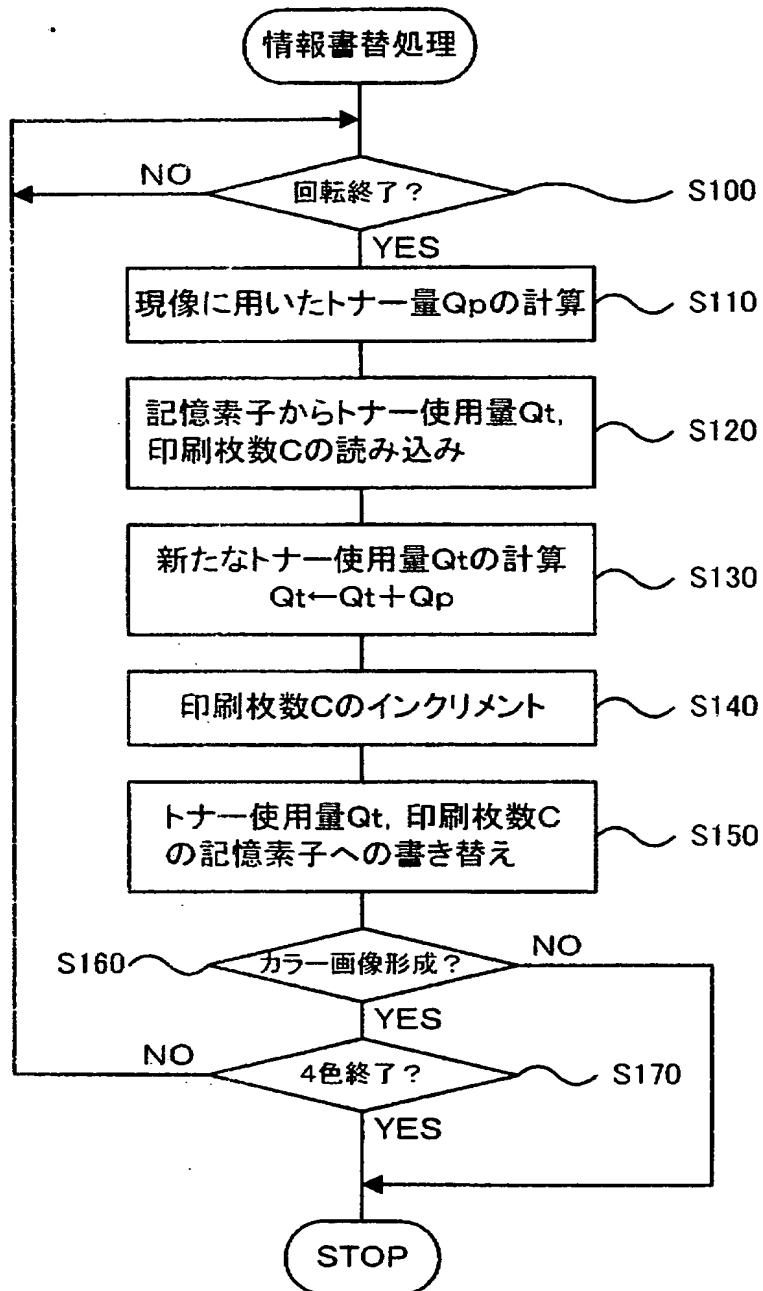 情報書替処理
NO
回転終了？
S100
YES
現像に用いたトナー量Qpの計算
S110
記憶素子からトナー使用量Qt,
印刷枚数Cの読み込み
S120
新たなトナー使用量Qtの計算
Qt←Qt＋Qp
S130
印刷枚数Cのインクリメント
S140
トナー使用量Qt, 印刷枚数C
の記憶素子への書き替え
S150
S160
カラー画像形成？
NO
YES
NO
4色終了？
S170
YES
STOP